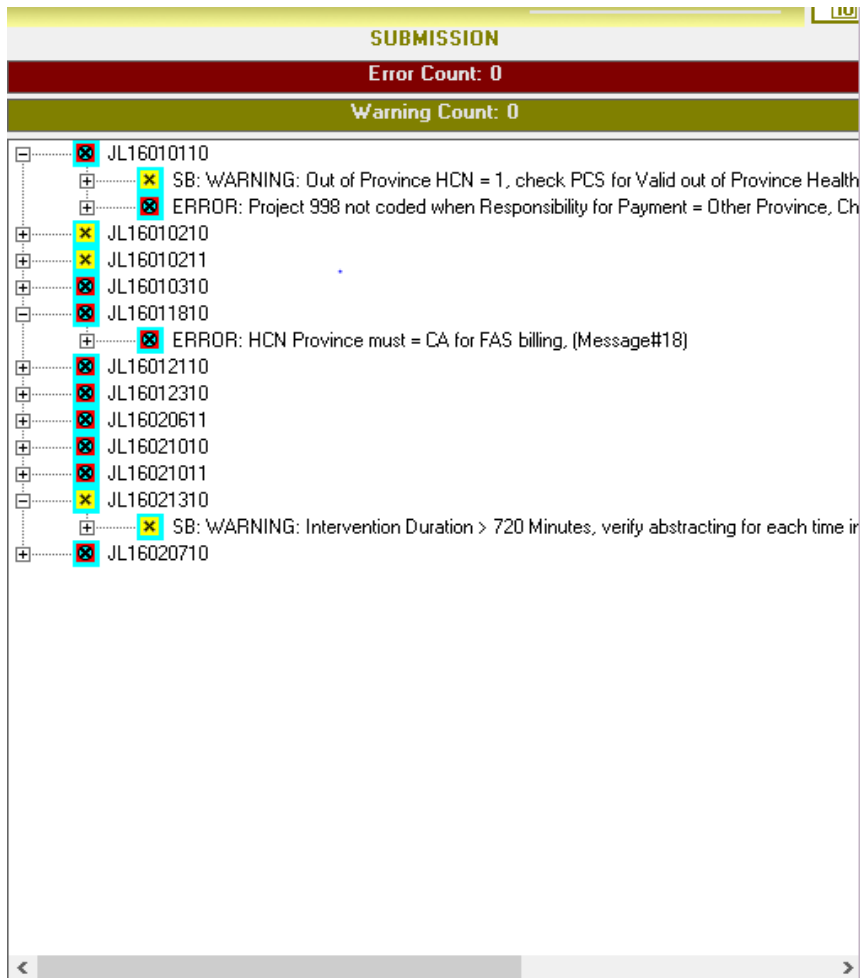 10
SUBMISSION
Error Count: 0
Warning Count: 0
JL16010110
SB: WARNING: Out of Province HCN = 1, check PCS for Valid out of Province Health
ERROR: Project 998 not coded when Responsibility for Payment = Other Province, Ch
JL16010210
JL16010211
JL16010310
JL16011810
ERROR: HCN Province must = CA for FAS billing, (Message#18)
JL16012110
JL16012310
JL16020611
JL16021010
JL16021011
JL16021310
SB: WARNING: Intervention Duration > 720 Minutes, verify abstracting for each time ir
JL16020710